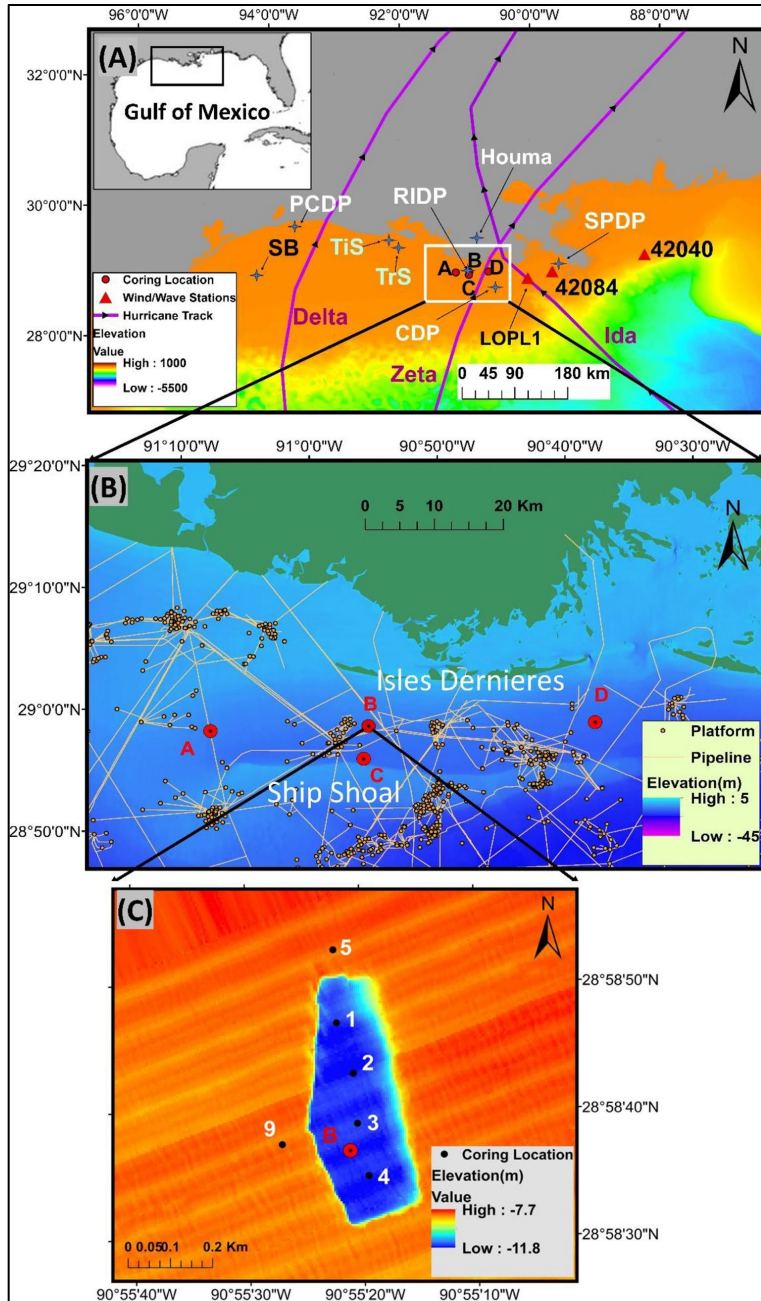 96°0'0"W 94°0'0"W 92°0'0"W 90°0'0"W 88°0'0"W
(A)
N
32°0'0"N
30°0'0"N
28°0'0"N
Gulf of Mexico
Houma
PCDP
RIDP
SPDP
SB
TiS
TrS
A
B
C
D
42040
42084
LOPL1
CDP
Delta
Zeta
Ida
Coring Location
Wind/Wave Stations
Hurricane Track
Elevation
Value
High : 1000
Low : -5500
0 45 90 180 km
91°10'0"W 91°0'0"W 90°50'0"W 90°40'0"W 90°30'0"W
29°20'0"N
29°10'0"N
29°0'0"N
28°50'0"N
(B)
N
0 5 10 20 Km
Isles Dernieres
Ship Shoal
A
B
C
D
Platform
Pipeline
Elevation(m)
High : 5
Low : -45
(C)
N
5
1
2
3
9
B
4
28°58'50"N
28°58'40"N
28°58'30"N
Coring Location
Elevation(m)
Value
High : -7.7
Low : -11.8
0 0.05 0.1 0.2 Km
90°55'40"W 90°55'30"W 90°55'20"W 90°55'10"W